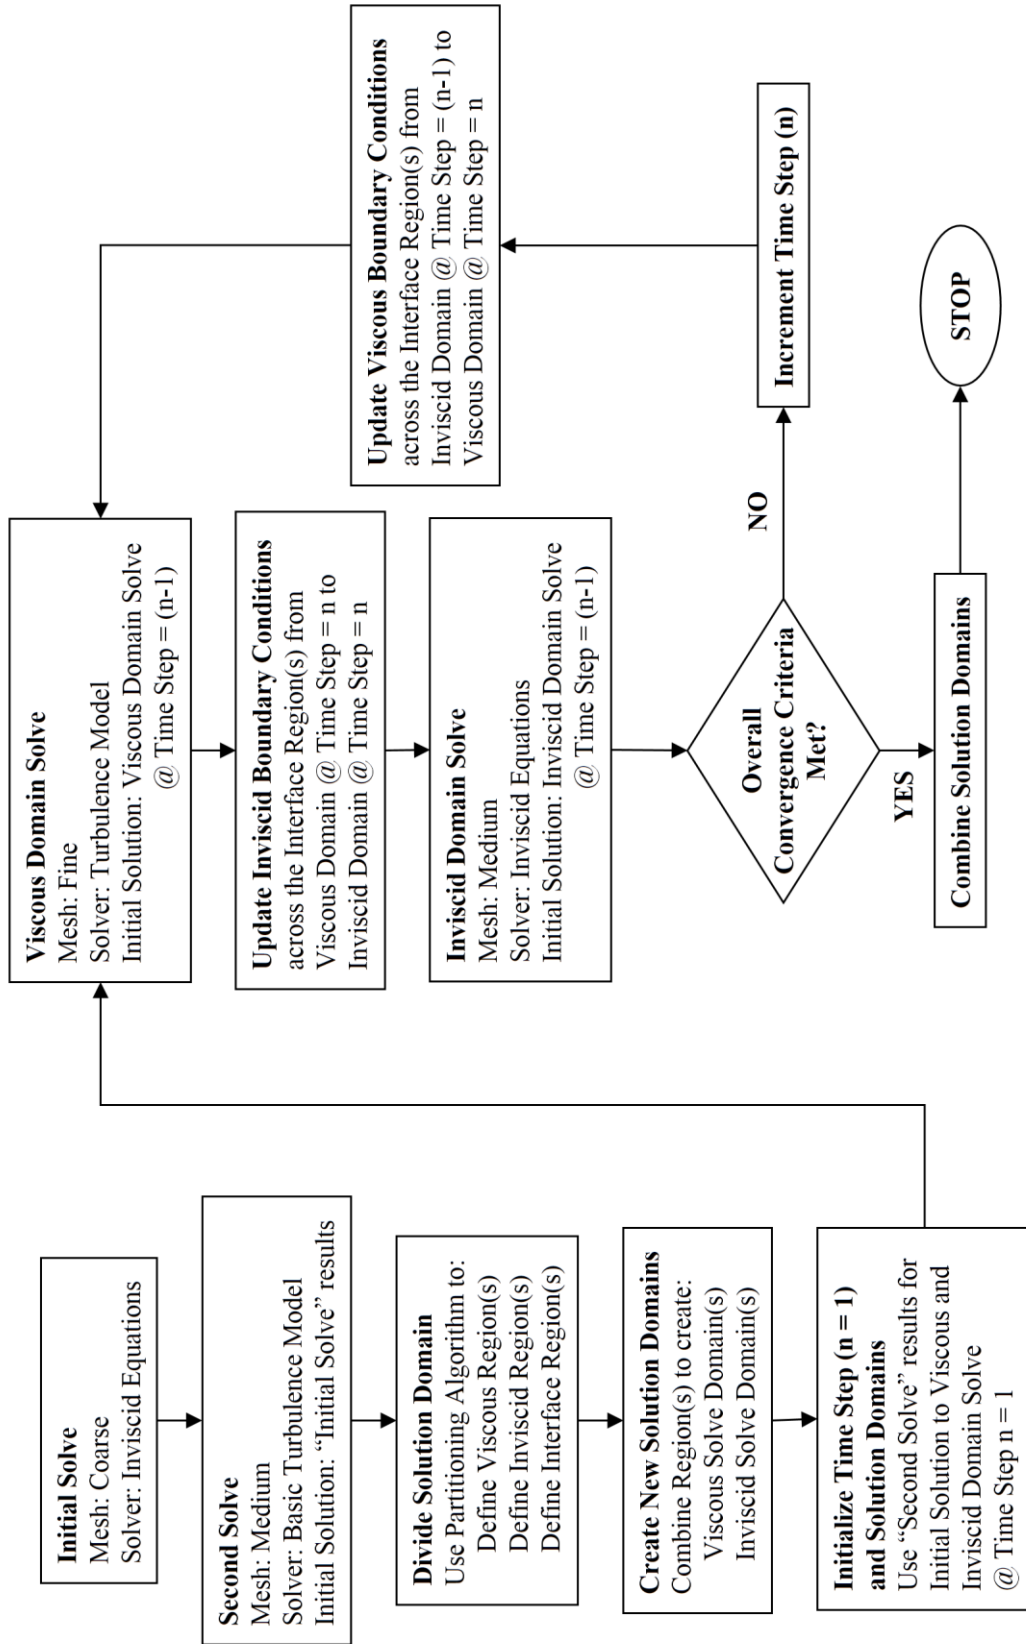 Initial Solve
Mesh: Coarse
Solver: Inviscid Equations
Second Solve
Mesh: Medium
Solver: Basic Turbulence Model
Initial Solution: “Initial Solve” results
Divide Solution Domain
Use Partitioning Algorithm to:
Define Viscous Region(s)
Define Inviscid Region(s)
Define Interface Region(s)
Create New Solution Domains
Combine Region(s) to create:
Viscous Solve Domain(s)
Inviscid Solve Domain(s)
Initialize Time Step (n = 1)
and Solution Domains
Use “Second Solve” results for
Initial Solution to Viscous and
Inviscid Domain Solve
@ Time Step n = 1
Viscous Domain Solve
Mesh: Fine
Solver: Turbulence Model
Initial Solution: Viscous Domain Solve
@ Time Step = (n-1)
Update Inviscid Boundary Conditions
across the Interface Region(s) from
Viscous Domain @ Time Step = n to
Inviscid Domain @ Time Step = n
Inviscid Domain Solve
Mesh: Medium
Solver: Inviscid Equations
Initial Solution: Inviscid Domain Solve
@ Time Step = (n-1)
Overall
Convergence Criteria
Met?
NO
YES
Increment Time Step (n)
Update Viscous Boundary Conditions
across the Interface Region(s) from
Inviscid Domain @ Time Step = (n-1) to
Viscous Domain @ Time Step = n
Combine Solution Domains
STOP